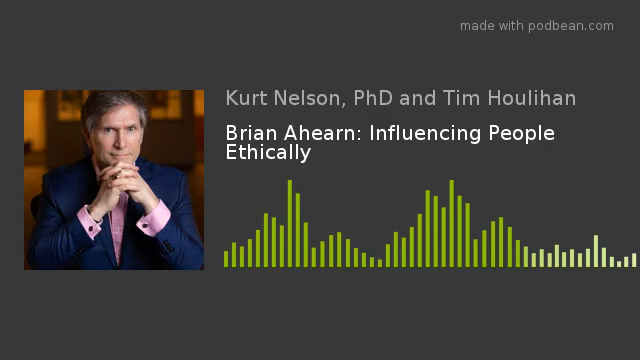 made with podbean.com
Kurt Nelson, PhD and Tim Houlihan
Brian Ahearn: Influencing People
Ethically